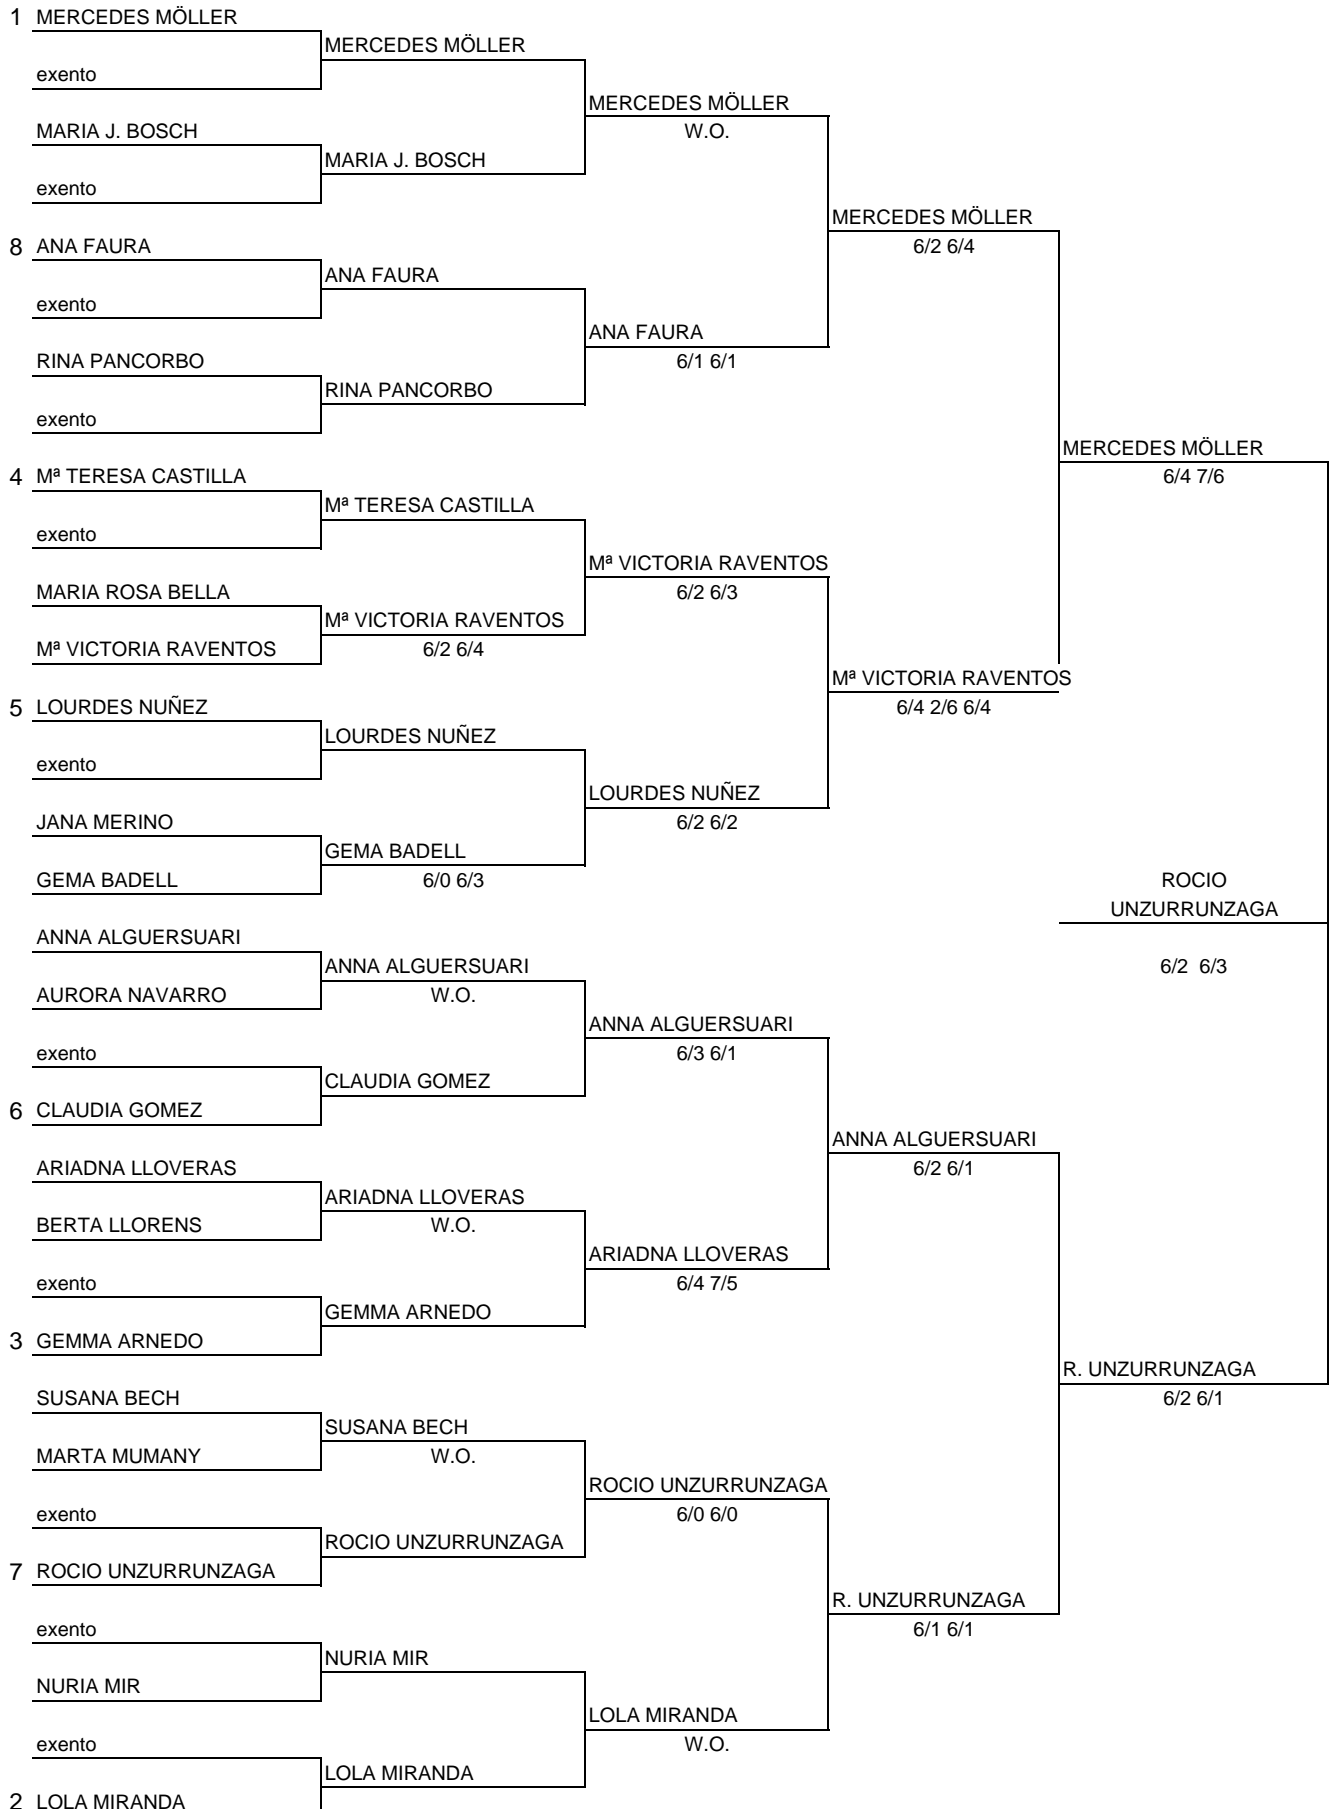 1 MERCEDES MÖLLER
MERCEDES MÖLLER
exento
MERCEDES MÖLLER
MARIA J. BOSCH
W.O.
MARIA J. BOSCH
exento
MERCEDES MÖLLER
8 ANA FAURA
6/2 6/4
ANA FAURA
exento
ANA FAURA
RINA PANCORBO
6/1 6/1
RINA PANCORBO
exento
MERCEDES MÖLLER
4 Mª TERESA CASTILLA
6/4 7/6
Mª TERESA CASTILLA
exento
Mª VICTORIA RAVENTOS
MARIA ROSA BELLA
6/2 6/3
Mª VICTORIA RAVENTOS
Mª VICTORIA RAVENTOS
6/2 6/4
Mª VICTORIA RAVENTOS
5 LOURDES NUÑEZ
6/4 2/6 6/4
LOURDES NUÑEZ
exento
LOURDES NUÑEZ
JANA MERINO
6/2 6/2
GEMA BADELL
GEMA BADELL
6/0 6/3
ROCIO
UNZURRUNZAGA
ANNA ALGUERSUARI
ANNA ALGUERSUARI
6/2 6/3
AURORA NAVARRO
W.O.
ANNA ALGUERSUARI
exento
6/3 6/1
CLAUDIA GOMEZ
6 CLAUDIA GOMEZ
ANNA ALGUERSUARI
ARIADNA LLOVERAS
6/2 6/1
ARIADNA LLOVERAS
BERTA LLORENS
W.O.
ARIADNA LLOVERAS
exento
6/4 7/5
GEMMA ARNEDO
3 GEMMA ARNEDO
R. UNZURRUNZAGA
SUSANA BECH
6/2 6/1
SUSANA BECH
MARTA MUMANY
W.O.
ROCIO UNZURRUNZAGA
exento
6/0 6/0
ROCIO UNZURRUNZAGA
7 ROCIO UNZURRUNZAGA
R. UNZURRUNZAGA
exento
6/1 6/1
NURIA MIR
NURIA MIR
LOLA MIRANDA
exento
W.O.
LOLA MIRANDA
2 LOLA MIRANDA